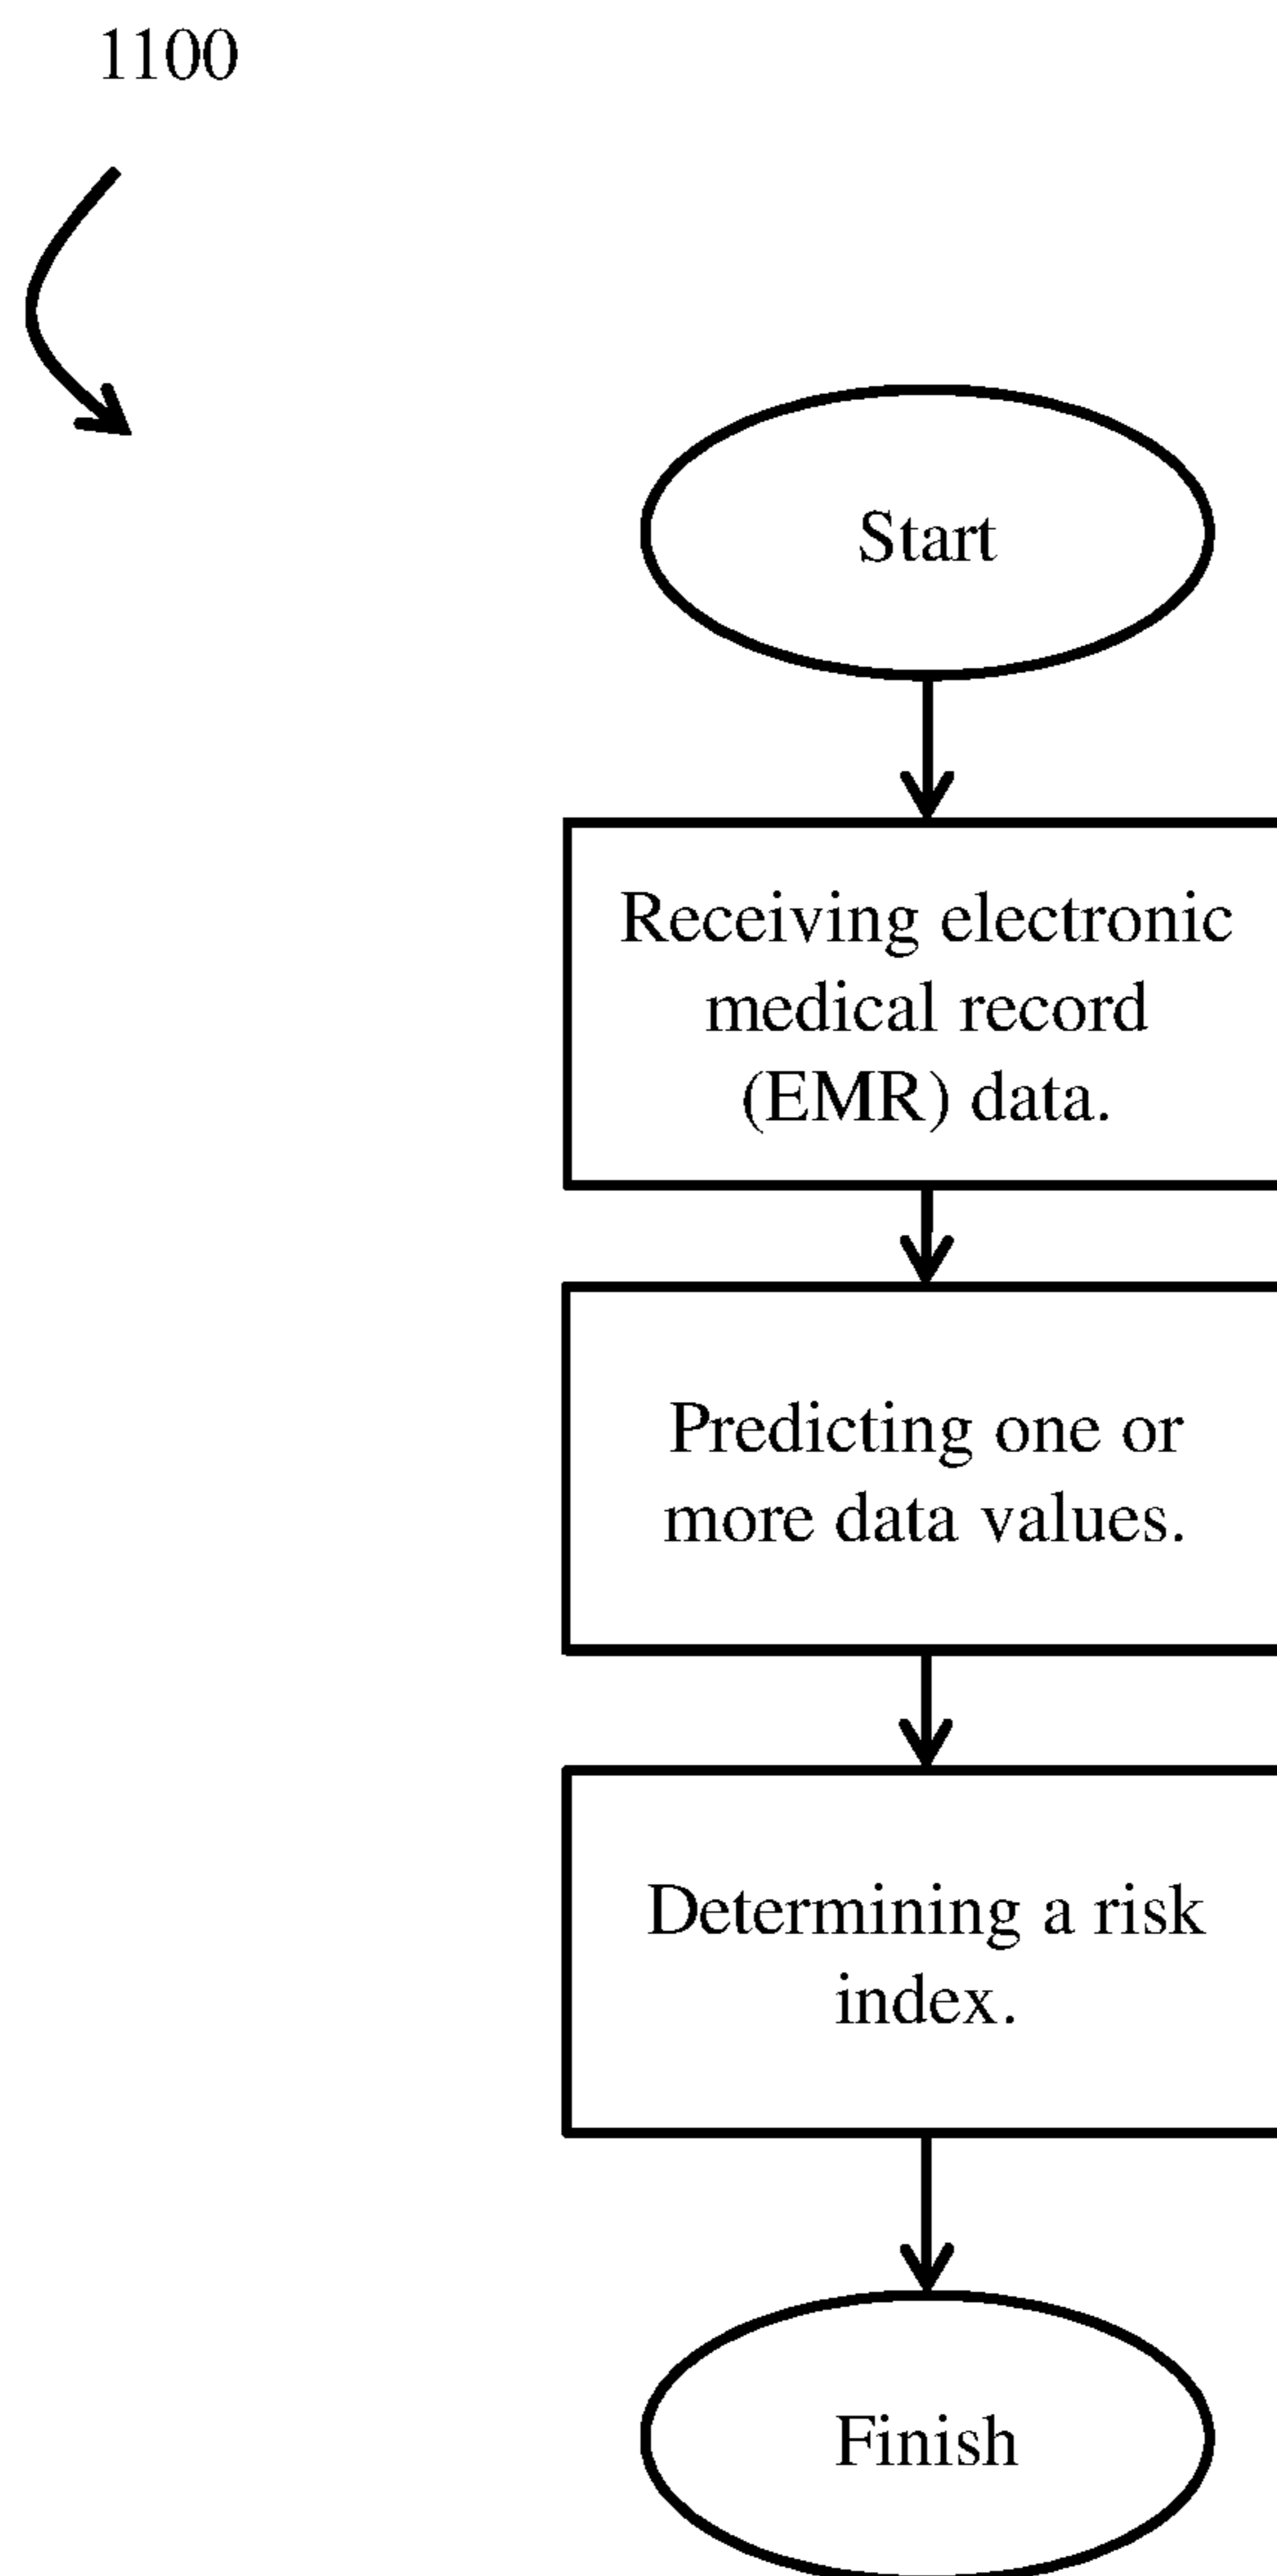 1100
Start
Receiving electronic
medical record
(EMR) data.
Predicting one or
more data values.
Determining a risk
index.
Finish